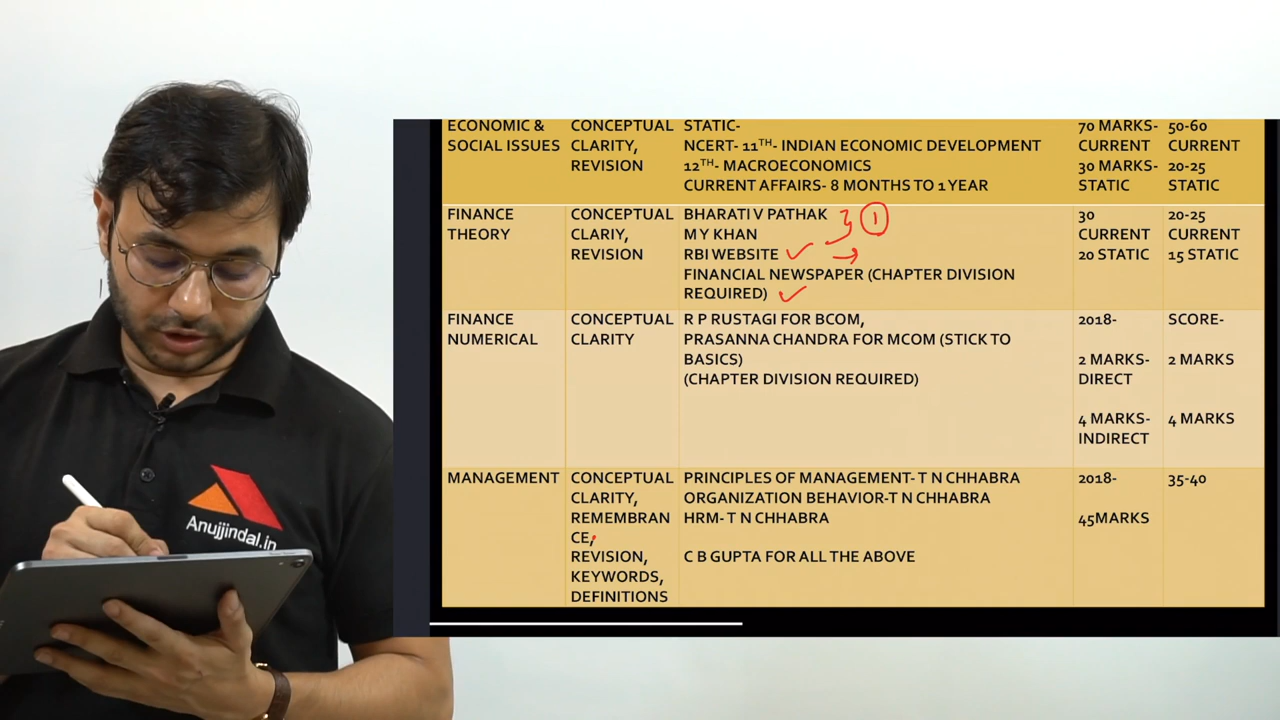 ECONOMIC &
SOCIAL ISSUES
CONCEPTUAL
CLARITY,
REVISION
STATIC-
NCERT- 11TH- INDIAN ECONOMIC DEVELOPMENT
12TH- MACROECONOMICS
CURRENT AFFAIRS- 8 MONTHS TO 1 YEAR
70 MARKS-
CURRENT
30 MARKS-
STATIC
50-60
CURRENT
20-25
STATIC
FINANCE
THEORY
CONCEPTUAL
CLARIY,
REVISION
BHARATI V PATHAK
M Y KHAN
RBI WEBSITE
FINANCIAL NEWSPAPER (CHAPTER DIVISION
REQUIRED)
1
30
CURRENT
20 STATIC
20-25
CURRENT
15 STATIC
FINANCE
NUMERICAL
CONCEPTUAL
CLARITY
R P RUSTAGI FOR BCOM,
PRASANNA CHANDRA FOR MCOM (STICK TO
BASICS)
(CHAPTER DIVISION REQUIRED)
2018-
2 MARKS-
DIRECT
4 MARKS-
INDIRECT
SCORE-
2 MARKS
4 MARKS
MANAGEMENT
CONCEPTUAL
CLARITY,
REMEMBRAN
CE,
REVISION,
KEYWORDS,
DEFINITIONS
PRINCIPLES OF MANAGEMENT- T N CHHABRA
ORGANIZATION BEHAVIOR-T N CHHABRA
HRM- T N CHHABRA
C B GUPTA FOR ALL THE ABOVE
2018-
45MARKS
35-40
Anujjindal.in